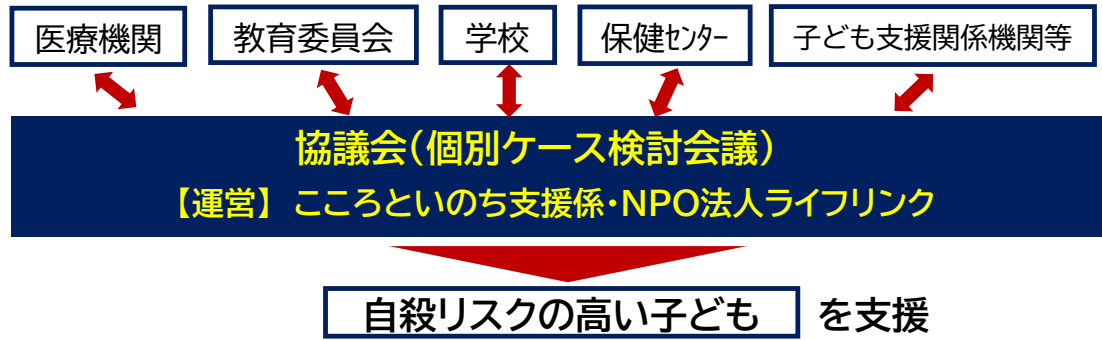 医療機関
教育委員会
学校
保健ｾﾝﾀｰ
子ども支援関係機関等
協議会(個別ケース検討会議)
【運営】こころといのち支援係・NPO法人ライフリンク
自殺リスクの高い子ども を支援